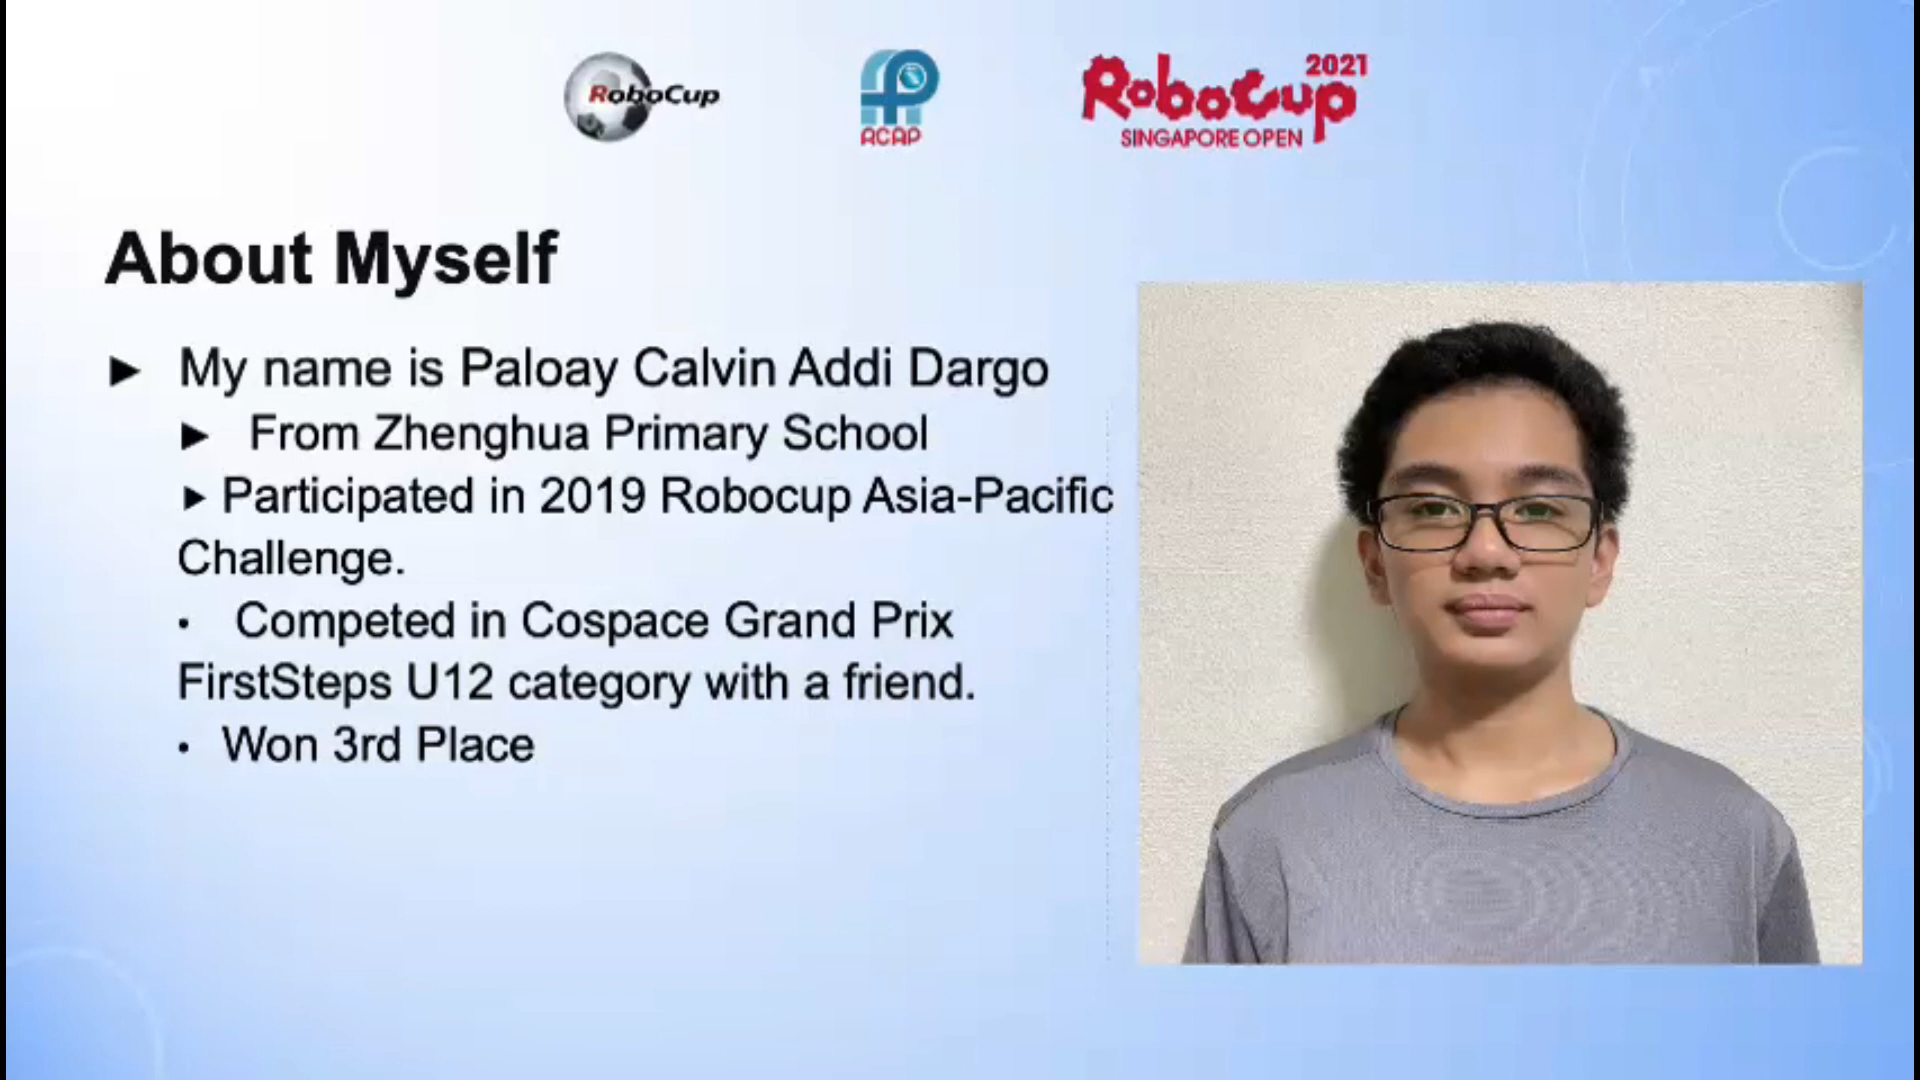 RoboCup
ACAP
RoboCup 2021
SINGAPORE OPEN
About Myself
► My name is Paloay Calvin Addi Dargo
► From Zhenghua Primary School
► Participated in 2019 Robocup Asia-Pacific
Challenge.
• Competed in Cospace Grand Prix
FirstSteps U12 category with a friend.
• Won 3rd Place